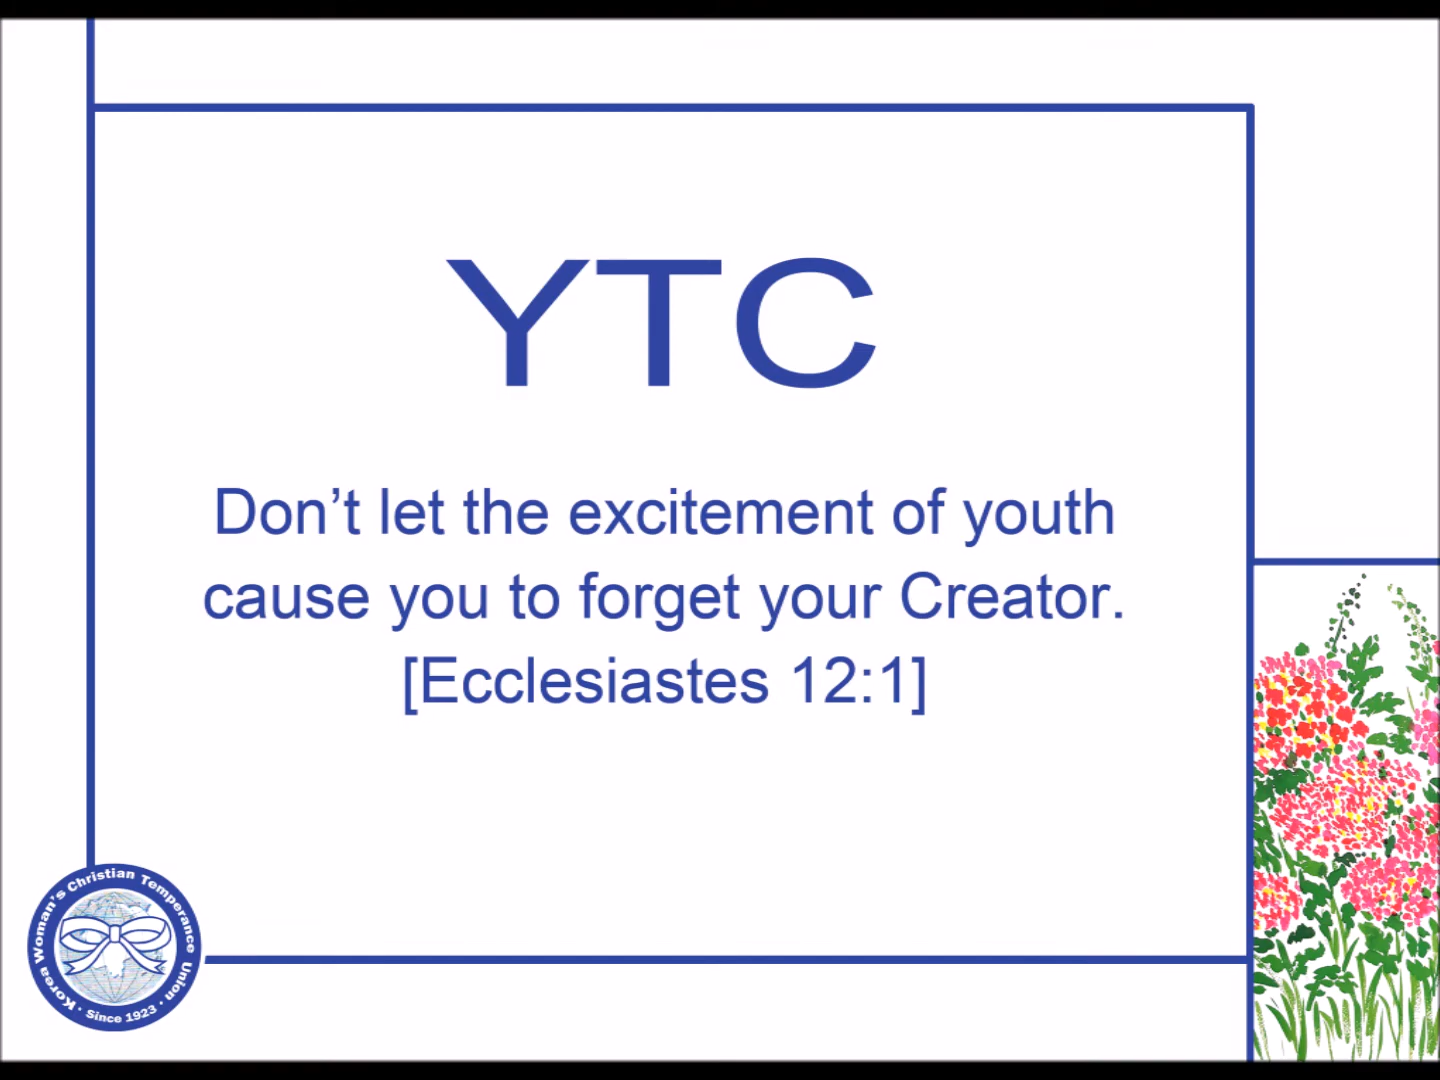 YTC
Don’t let the excitement of youth
cause you to forget your Creator.
[Ecclesiastes 12:1]
Korea Woman's Christian Temperance Union
· Since 1923 ·